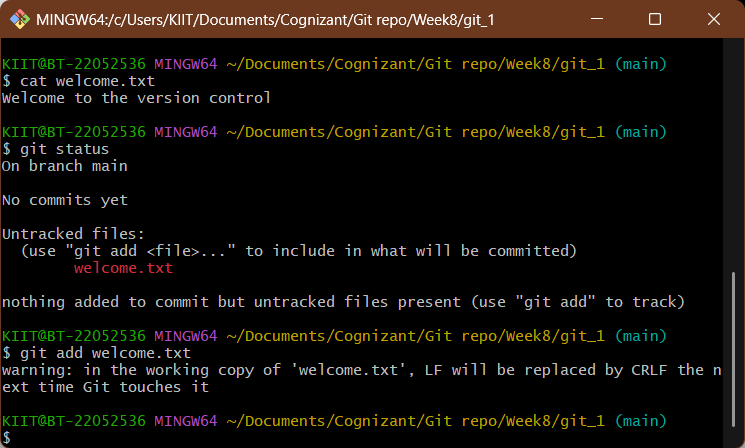 MINGW64:/c/Users/KIIT/Documents/Cognizant/Git repo/Week8/git_1
KIIT@BT-22052536 MINGW64 ~/Documents/Cognizant/Git repo/Week8/git_1 (main)
$ cat welcome.txt
Welcome to the version control
KIIT@BT-22052536 MINGW64 ~/Documents/Cognizant/Git repo/Week8/git_1 (main)
$ git status
On branch main
No commits yet
Untracked files:
  (use "git add <file>..." to include in what will be committed)
        welcome.txt
nothing added to commit but untracked files present (use "git add" to track)
KIIT@BT-22052536 MINGW64 ~/Documents/Cognizant/Git repo/Week8/git_1 (main)
$ git add welcome.txt
warning: in the working copy of 'welcome.txt', LF will be replaced by CRLF the n
ext time Git touches it
KIIT@BT-22052536 MINGW64 ~/Documents/Cognizant/Git repo/Week8/git_1 (main)
$